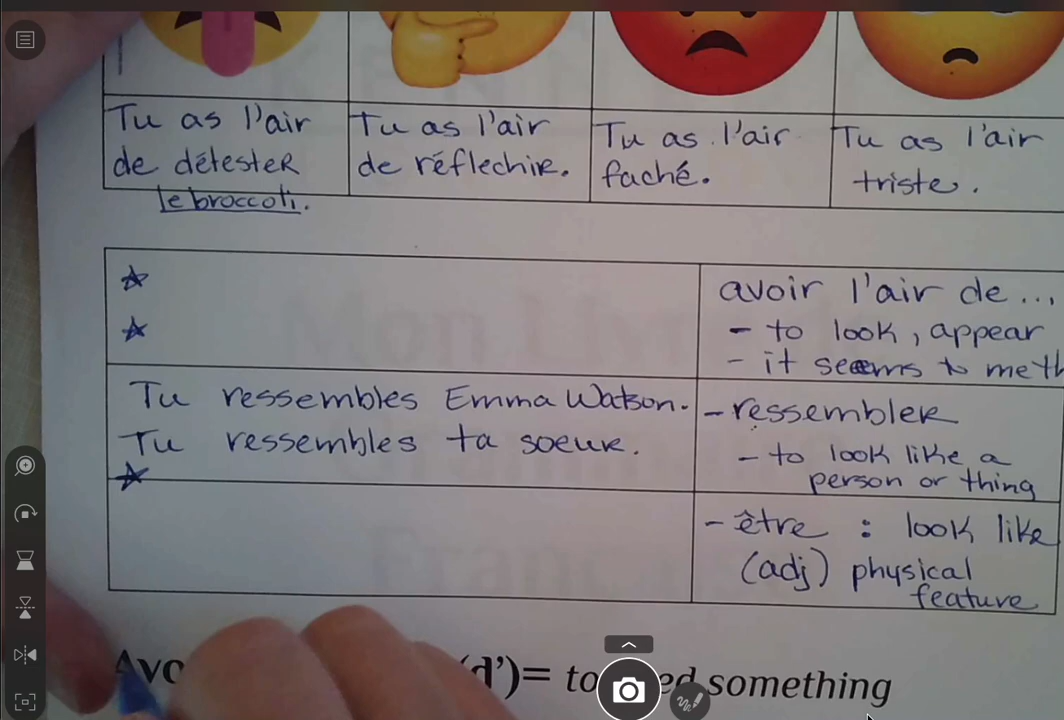 Tu as l'air
de détester
le broccoli.
Tu as l'air
de réflechir.
Tu as l'air
faché.
Tu as l'air
triste.
avoir l'air de...
- to look, appear
- it seems to me
Tu ressembles Emma Watson.
Tu ressembles ta soeur.
- ressembler
- to look like a
person or thing
- être : look like
(adj) physical
feature
(d')= to something